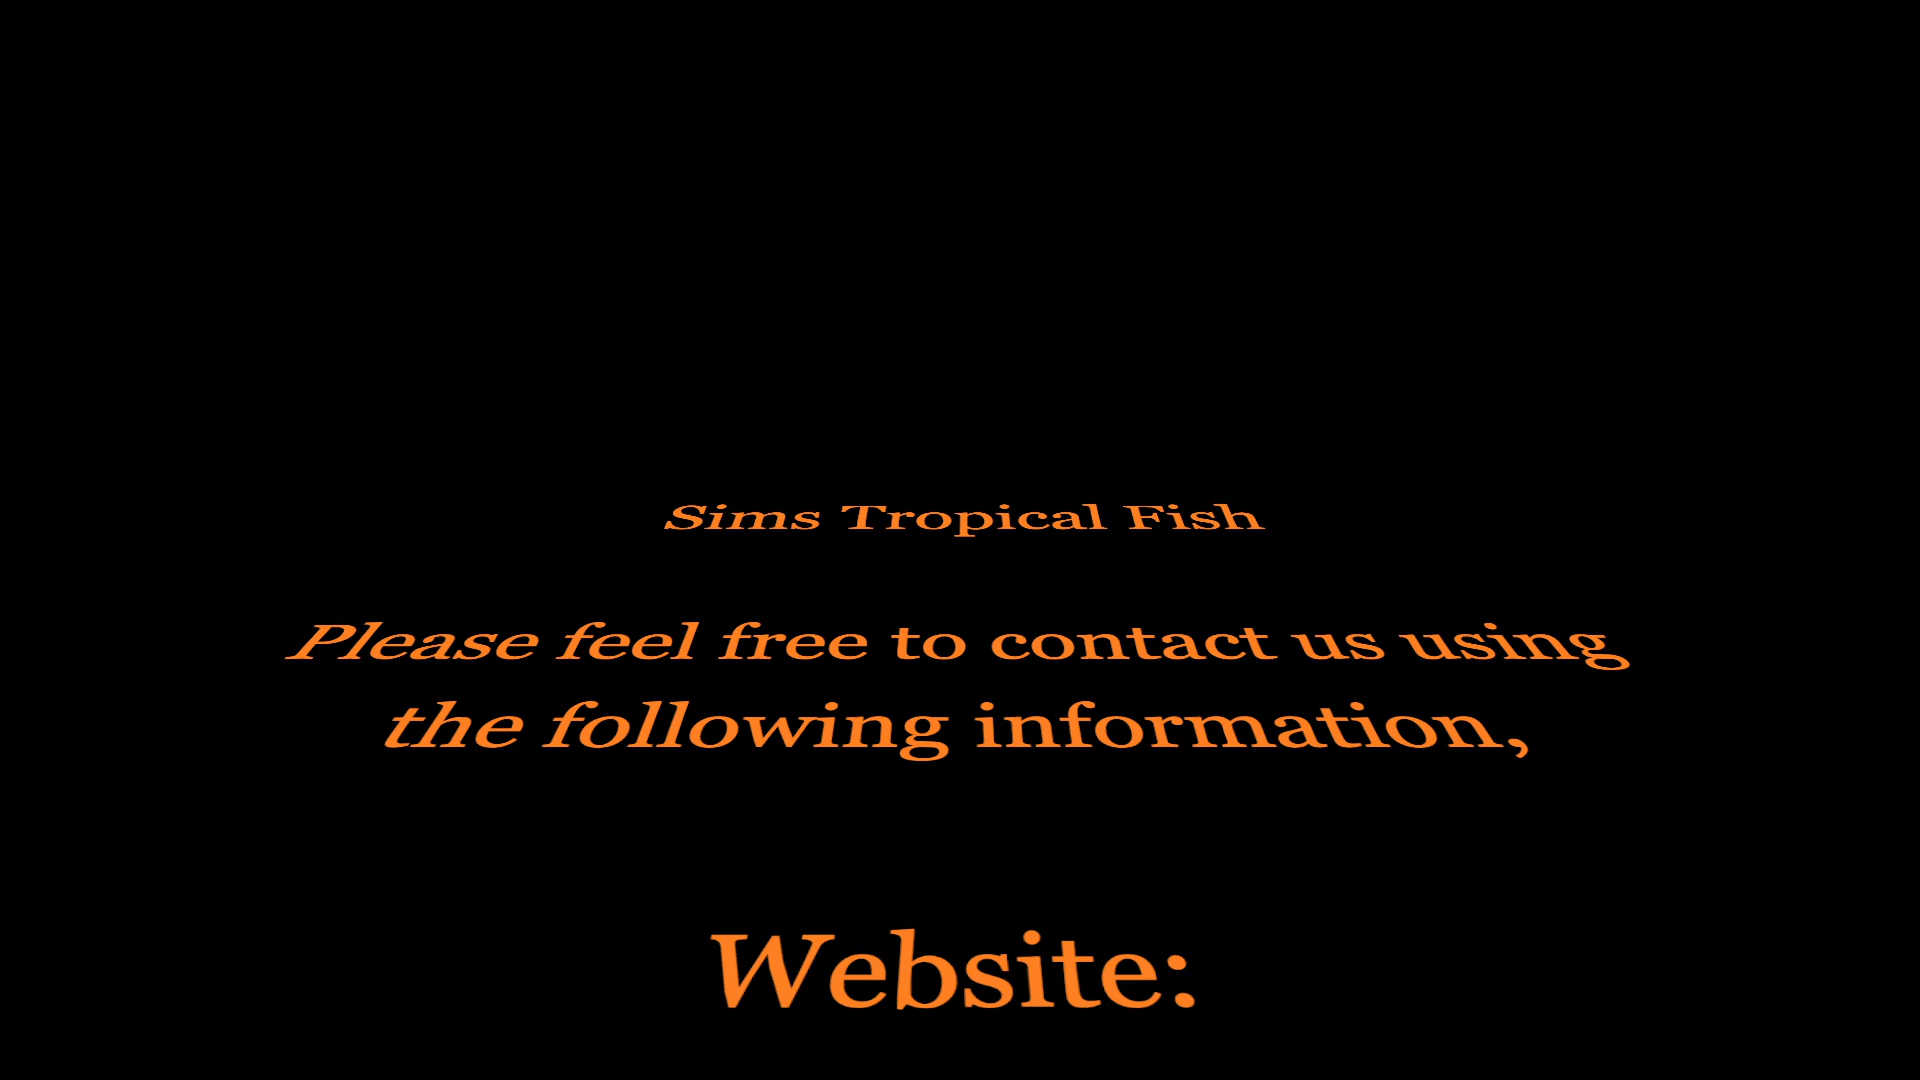 Sims Tropical Fish
Please feel free to contact us using
the following information,
Website: